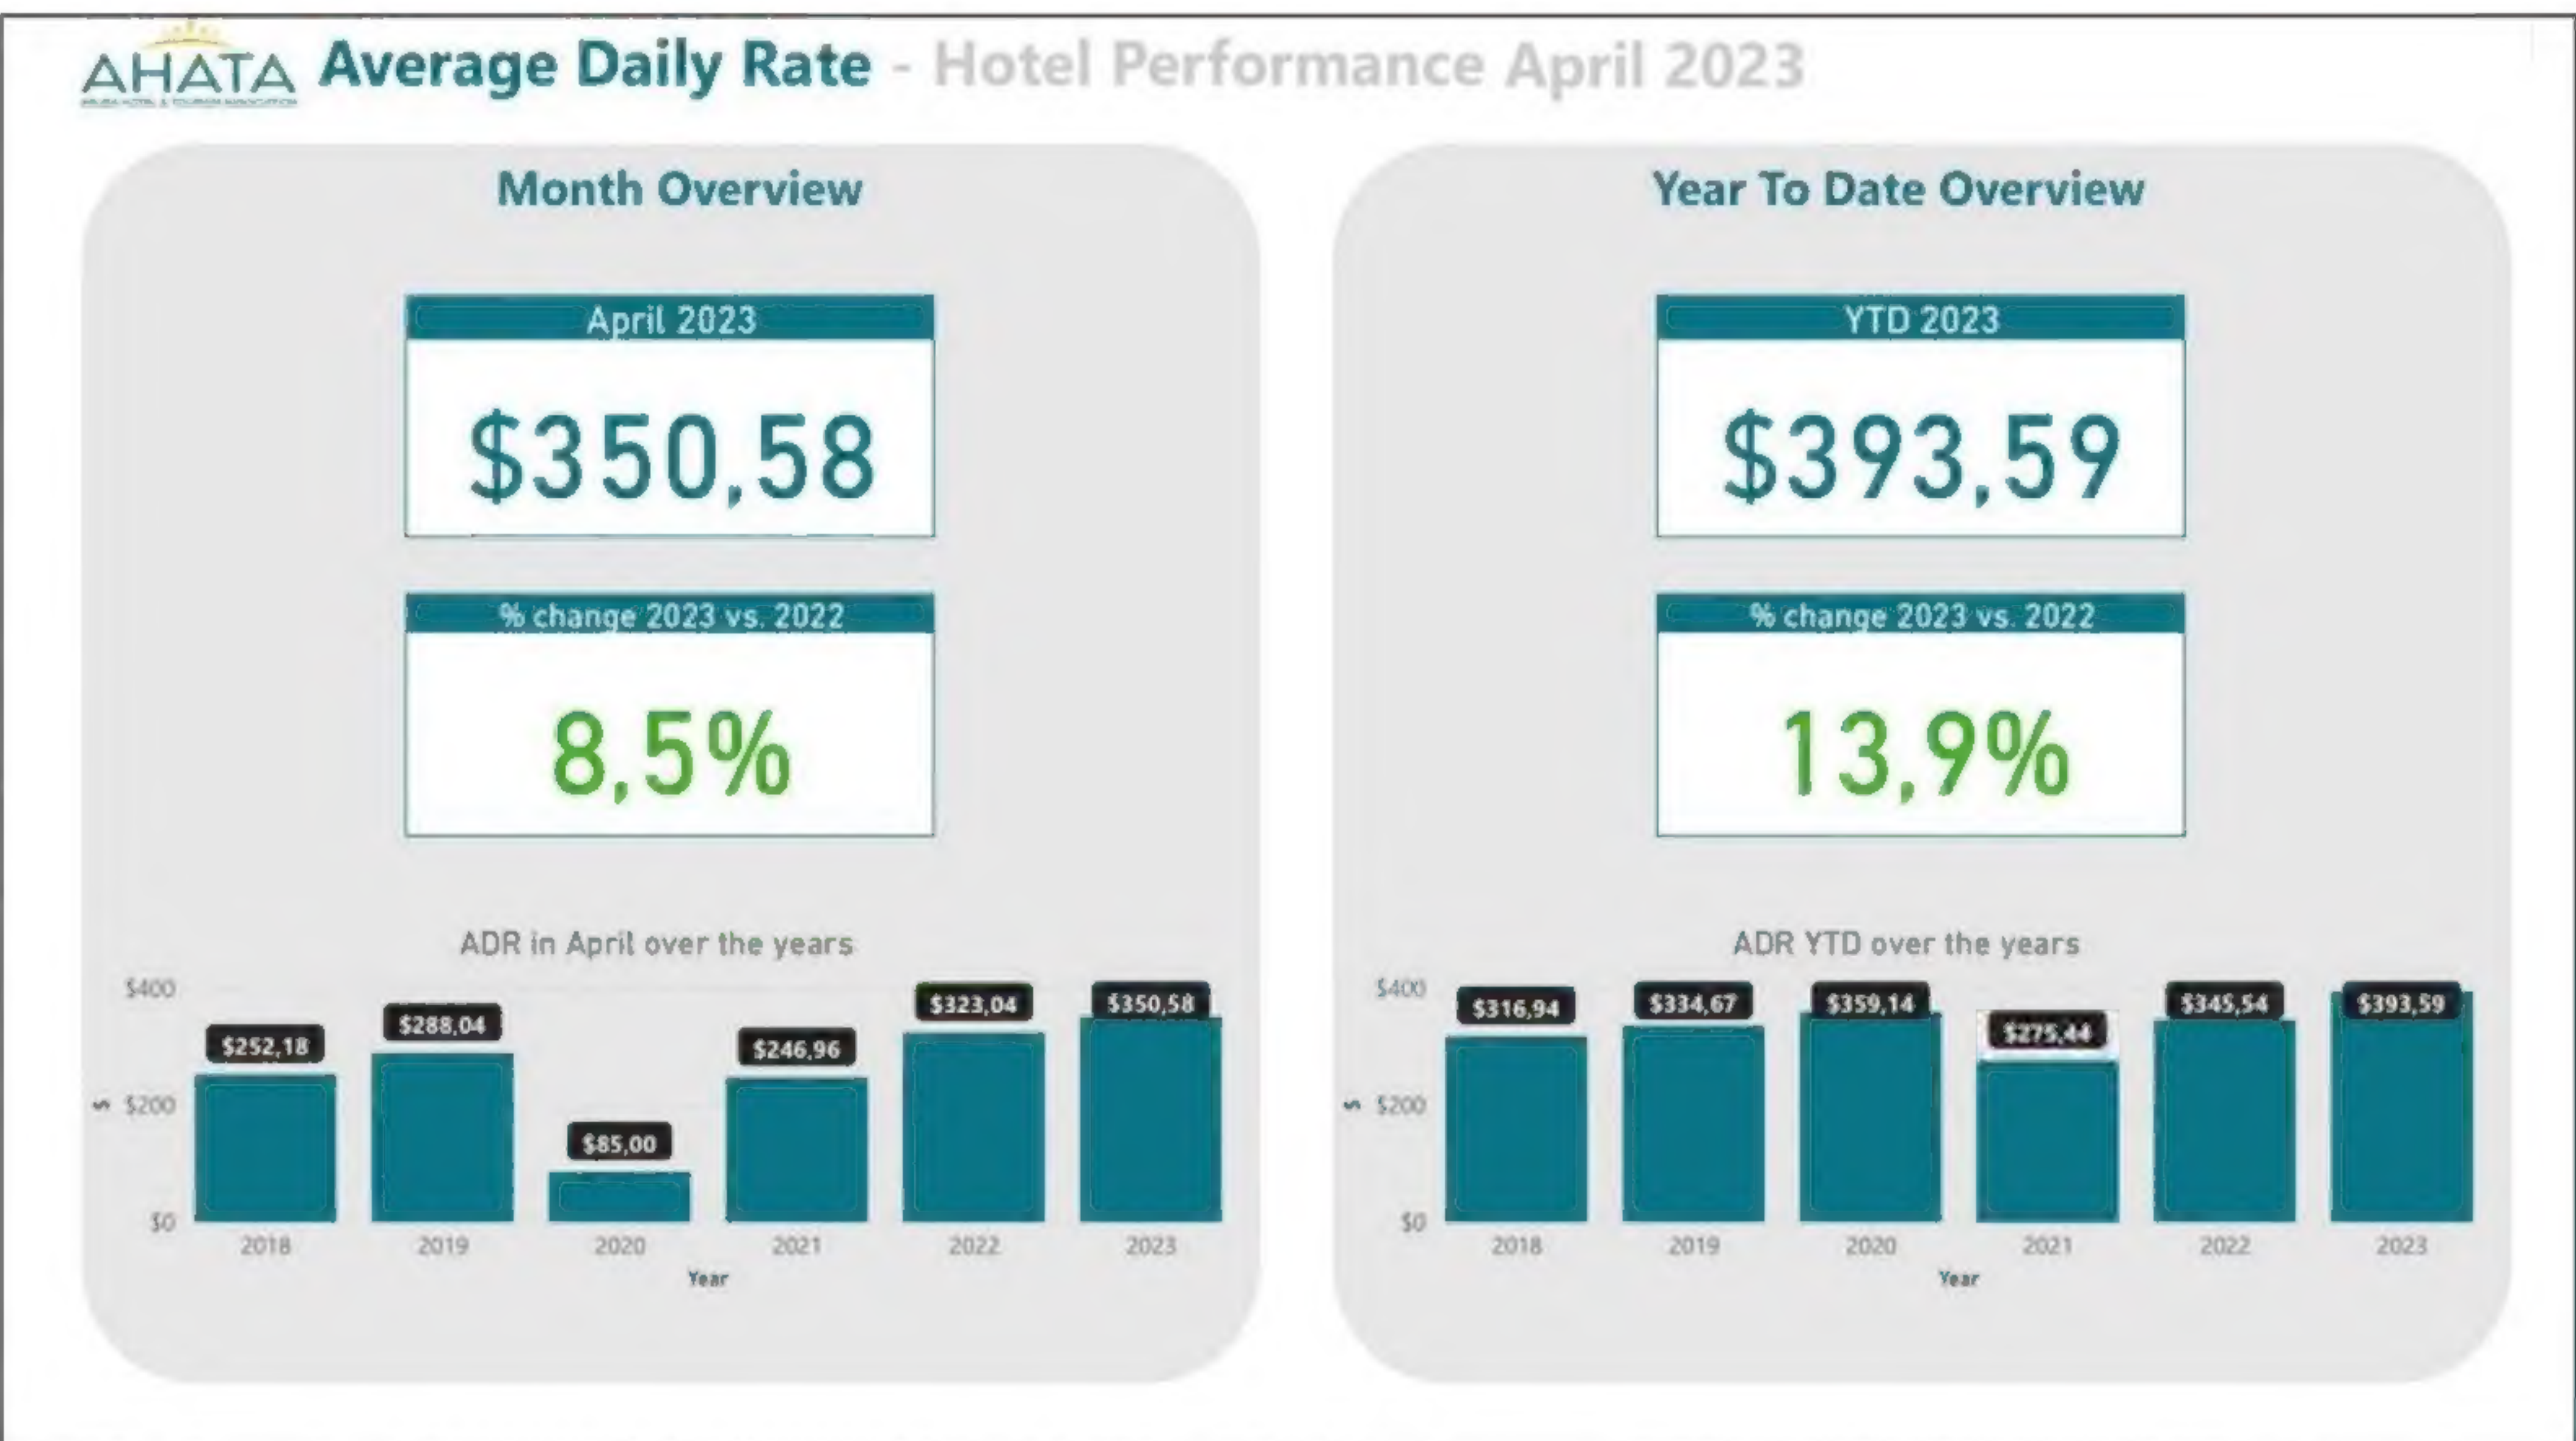 AHATA Average Daily Rate - Hotel Performance April 2023
ARUBA HOTEL & TOURISM ASSOCIATION
Month Overview
April 2023
$350,58
% change 2023 vs. 2022
8,5%
ADR in April over the years
$400
$200
$0
$
$252,18
$288,04
$85,00
$246,96
$323,04
$350,58
2018 2019 2020 2021 2022 2023
Year
Year To Date Overview
YTD 2023
$393,59
% change 2023 vs. 2022
13,9%
ADR YTD over the years
$400
$200
$0
$
$316,94
$334,67
$359,14
$275,44
$345,54
$393,59
2018 2019 2020 2021 2022 2023
Year